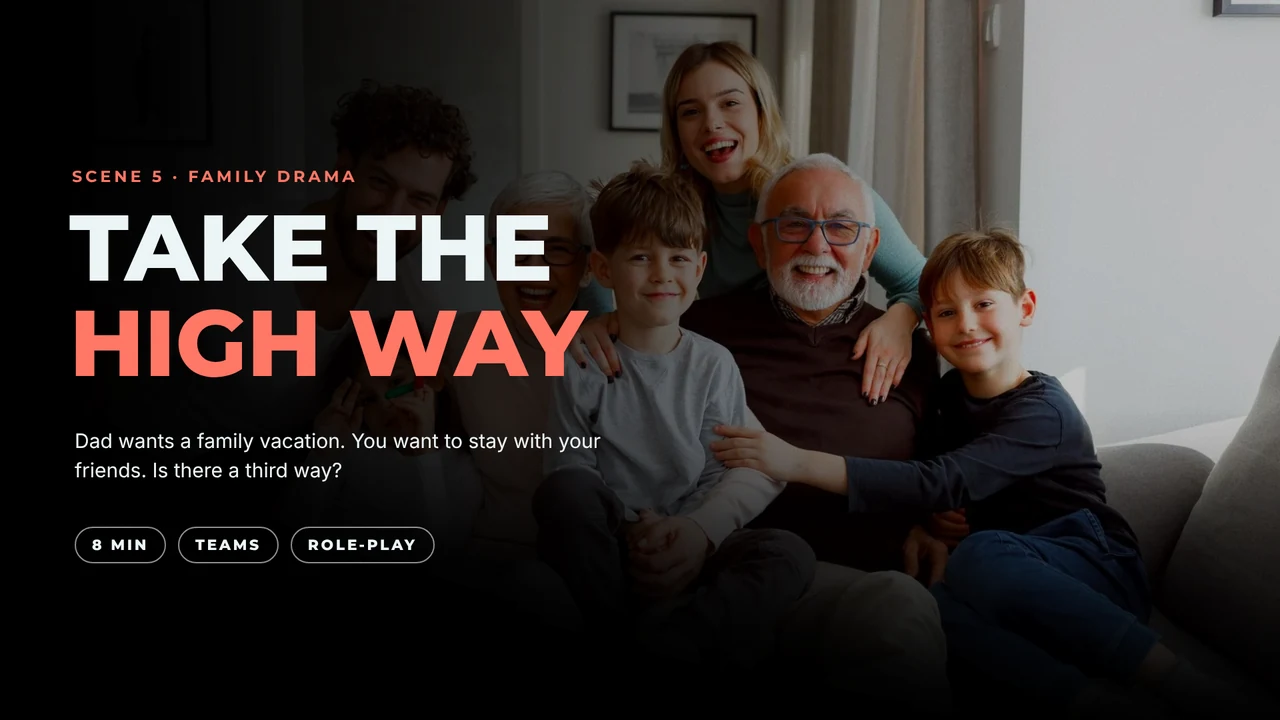 SCENE 5 · FAMILY DRAMA
TAKE THE
HIGH WAY
Dad wants a family vacation. You want to stay with your
friends. Is there a third way?
8 MIN
TEAMS
ROLE-PLAY